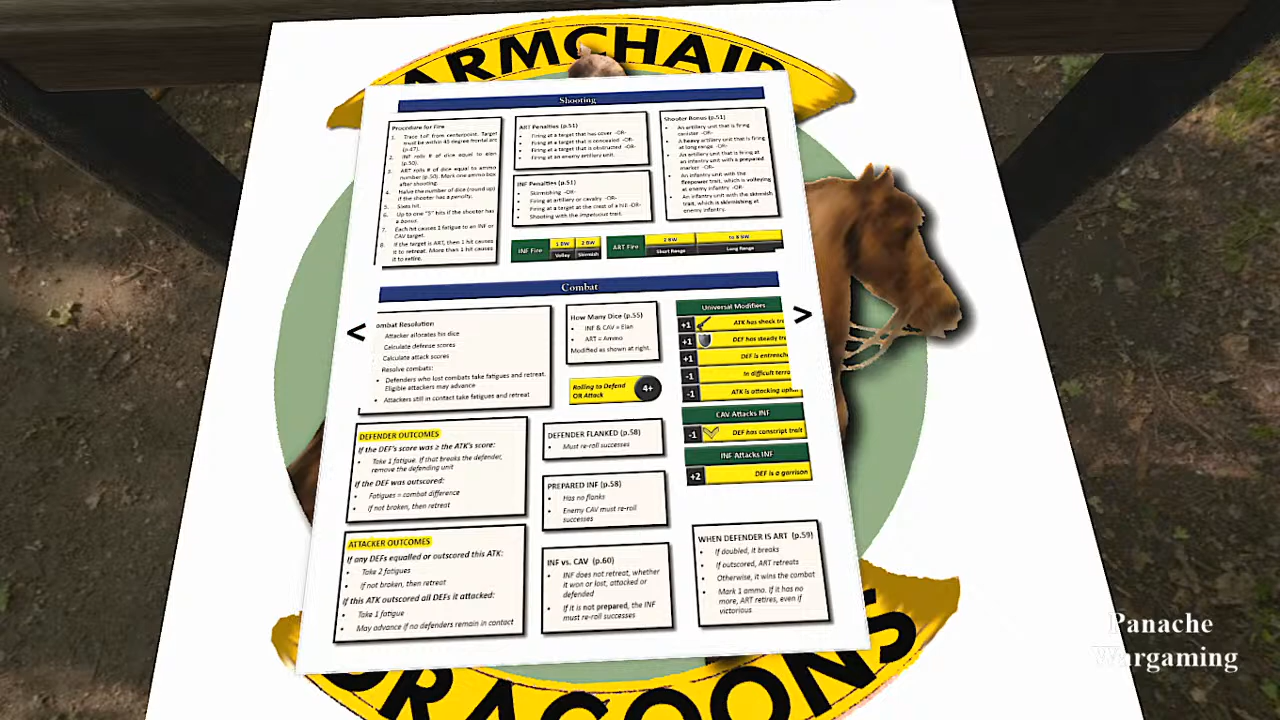 ARMCHAIR
Shooting
Procedure for Fire
1. Trace LoF from centerpoint. Target
must be within 45 degree frontal arc
(p.47).
2. INF rolls # of dice equal to elan
(p.50).
3. ART rolls # of dice equal to ammo
number (p.50). Mark one ammo box
after shooting.
4. Halve the number of dice (round up)
if the shooter has a penalty.
5. Sixes hit.
6. Up to one "5" hits if the shooter has
a bonus.
7. Each hit causes 1 fatigue to an INF or
CAV target.
8. If the target is ART, then 1 hit causes
it to retreat. More than 1 hit causes
it to retire.
ART Penalties (p.51)
• Firing at a target that has cover -OR-
• Firing at a target that is concealed -OR-
• Firing at a target that is obstructed -OR-
• Firing at an enemy artillery unit.
INF Penalties (p.51)
• Skirmishing -OR-
• Firing at artillery or cavalry -OR-
• Firing at a target at the crest of a hill -OR-
• Shooting with the impetuous trait.
Shooter Bonus (p.51)
• An artillery unit that is firing
canister -OR-
• A heavy artillery unit that is firing
at long range -OR-
• An artillery unit that is firing at
an infantry unit with a prepared
marker -OR-
• An infantry unit with the
firepower trait, which is volleying
at enemy infantry -OR-
• An infantry unit with the skirmish
trait, which is skirmishing at
enemy infantry.
INF Fire 1 BW 2 BW
Volley Skirmish
ART Fire 2 BW to 8 BW
Short Range Long Range
Combat
ombat Resolution:
Attacker allocates his dice
Calculate defense scores
Calculate attack scores
Resolve combats:
• Defenders who lost combats take fatigues and retreat.
Eligible attackers may advance
• Attackers still in contact take fatigues and retreat
How Many Dice (p.55)
• INF & CAV = Elan
• ART = Ammo
Modified as shown at right.
Rolling to Defend
OR Attack 4+
Universal Modifiers
+1 ATK has shock tr
+1 DEF has steady tr
+1 DEF is entrench
-1 In difficult terra
-1 ATK is attacking uph
CAV Attacks INF
-1 DEF has conscript trait
INF Attacks INF
+2 DEF is a garrison
DEFENDER OUTCOMES
If the DEF's score was ≥ the ATK's score:
• Take 1 fatigue. If that breaks the defender,
remove the defending unit
If the DEF was outscored:
• Fatigues = combat difference
• If not broken, then retreat
DEFENDER FLANKED (p.58)
• Must re-roll successes
PREPARED INF (p.58)
• Has no flanks
• Enemy CAV must re-roll
successes
ATTACKER OUTCOMES
If any DEFs equalled or outscored this ATK:
• Take 2 fatigues
• If not broken, then retreat
If this ATK outscored all DEFs it attacked:
• Take 1 fatigue
• May advance if no defenders remain in contact
INF vs. CAV (p.60)
• INF does not retreat, whether
it won or lost, attacked or
defended
• If it is not prepared, the INF
must re-roll successes
WHEN DEFENDER IS ART (p.59)
• If doubled, it breaks
• If outscored, ART retreats
• Otherwise, it wins the combat
• Mark 1 ammo. If it has no
more, ART retires, even if
victorious
< >
DRAGOONS
Panache
Wargaming